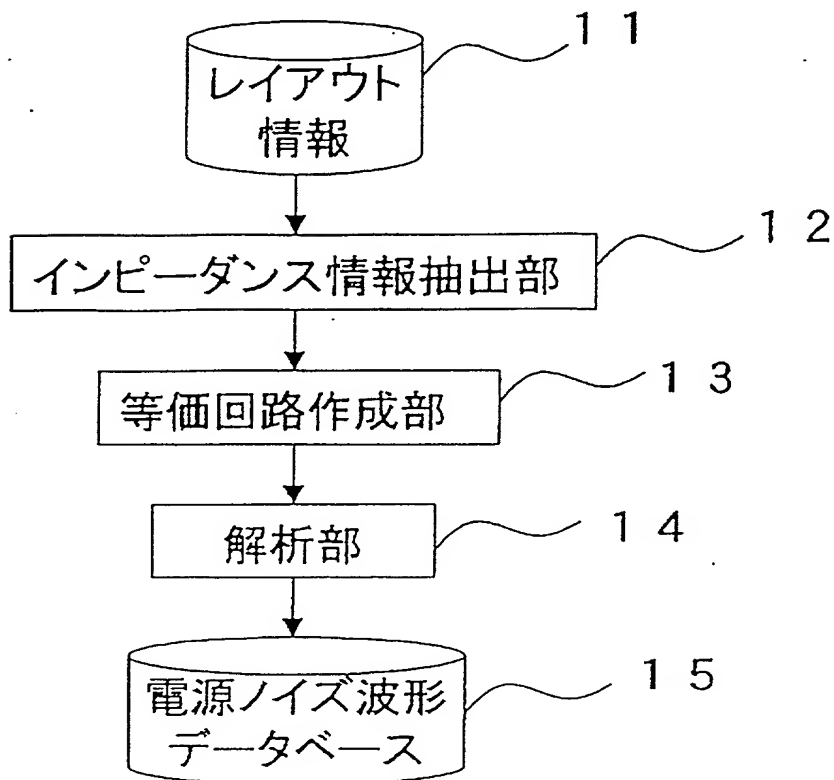 11
レイアウト
情報
12
インピーダンス情報抽出部
13
等価回路作成部
14
解析部
15
電源ノイズ波形
データベース